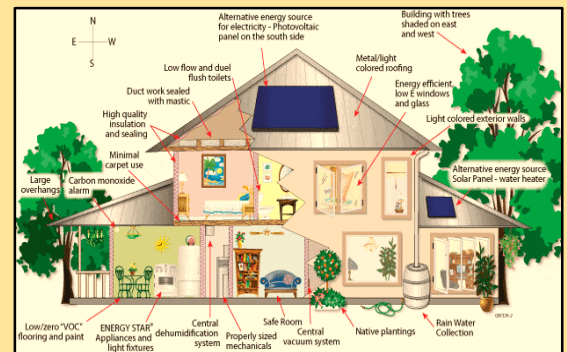 N
E
W
S
Alternative energy source
for electricity - Photovoltaic
panel on the south side
Building with trees
shaded on east
and west
Low flow and duel
flush toilets
Metal/light
colored roofing
Duct work sealed
with mastic
Energy efficient,
low E windows
and glass
High quality
insulation
and sealing
Light colored exterior walls
Minimal
carpet use
Large
overhangs
Carbon monoxide
alarm
Alternative energy source
Solar Panel - water heater
Low/zero "VOC"
flooring and paint
ENERGY STAR®
Appliances and
light fixtures
Central
dehumidification
system
Properly sized
mechanicals
Safe Room
Central
vacuum system
Native plantings
Rain Water
Collection